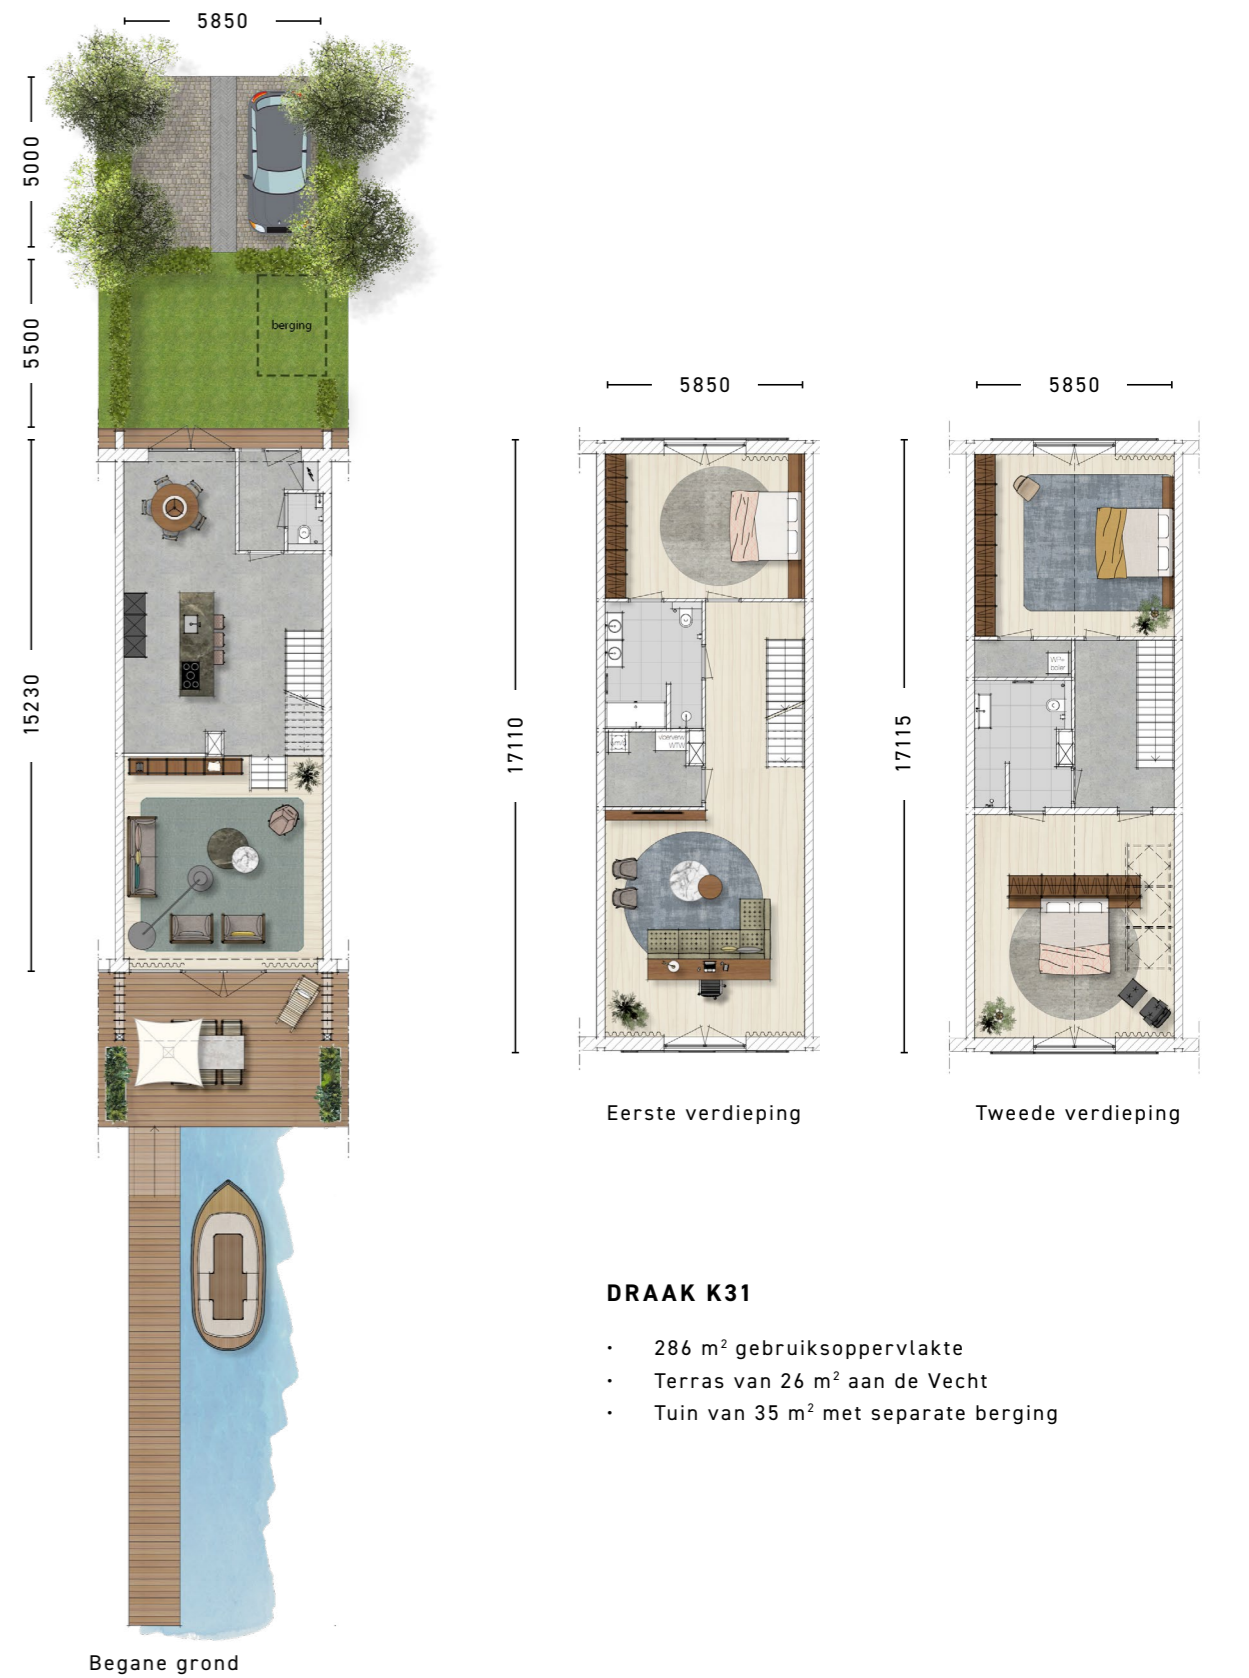 5850
5000
5500
berging
15230
Begane grond
5850
17110
WTW
Eerste verdieping
5850
17115
Tweede verdieping
DRAAK K31
• 286 m² gebruiksoppervlakte
• Terras van 26 m² aan de Vecht
• Tuin van 35 m² met separate berging